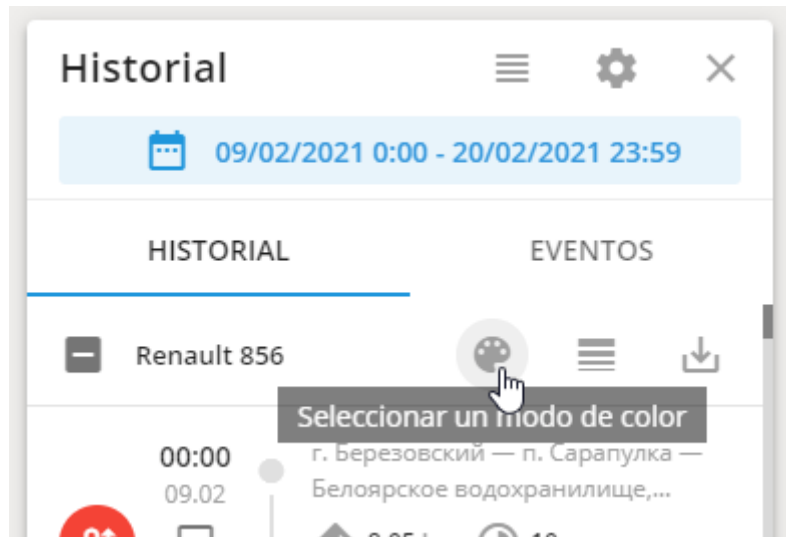 Historial
09/02/2021 0:00 - 20/02/2021 23:59
HISTORIAL
EVENTOS
Renault 856
Seleccionar un modo de color
00:00
г. Березовский — п. Сарапулка —
09.02
Белоярское водохранилище,...